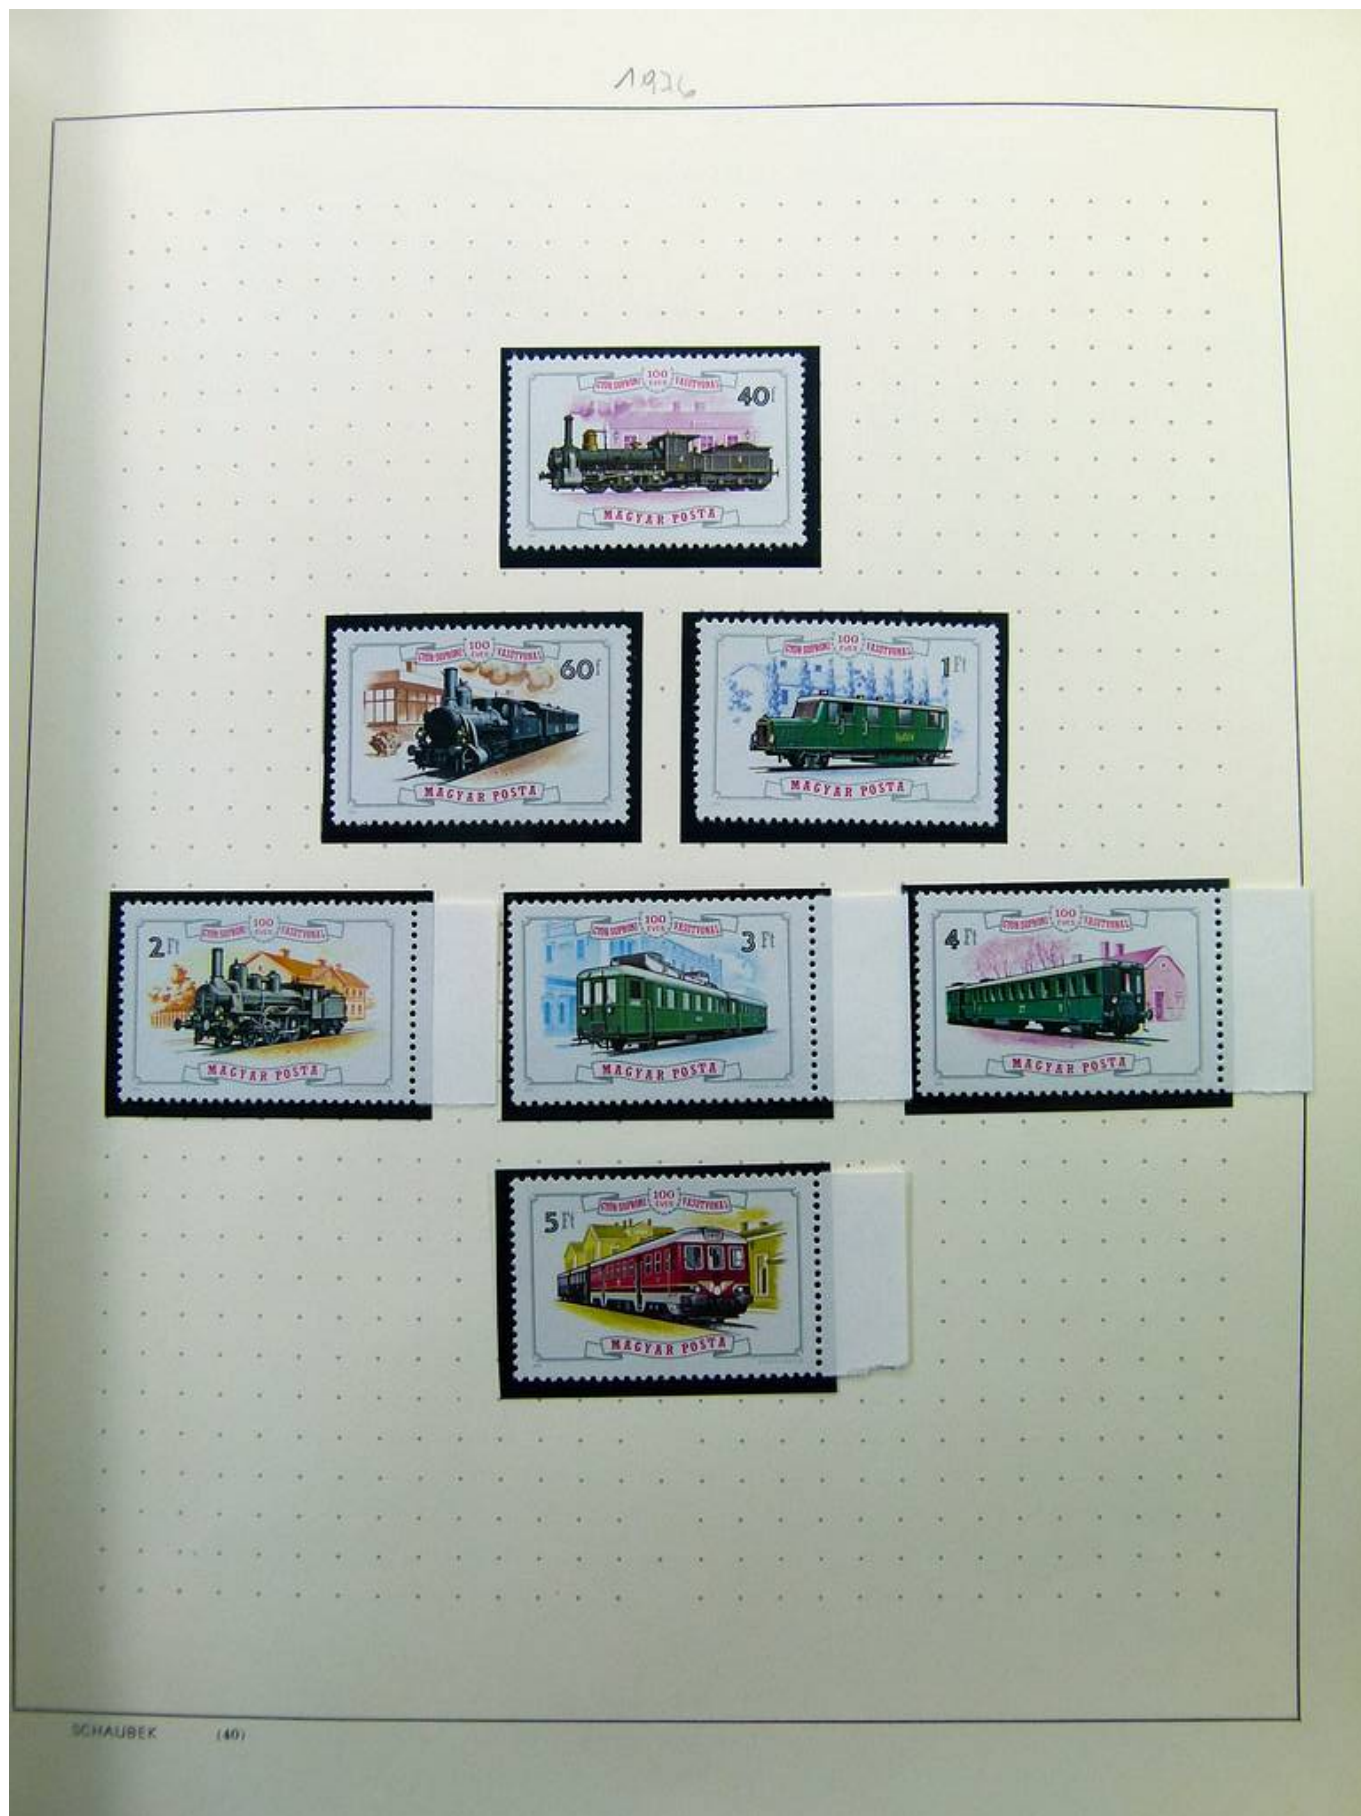 1976
GYŐR-SOPRONI 100 ÉVES VASÚTVONAL
40f
MAGYAR POSTA
GYŐR-SOPRONI 100 ÉVES VASÚTVONAL
60f
MAGYAR POSTA
GYŐR-SOPRONI 100 ÉVES VASÚTVONAL
1Ft
MAGYAR POSTA
GYŐR-SOPRONI 100 ÉVES VASÚTVONAL
2Ft
MAGYAR POSTA
GYŐR-SOPRONI 100 ÉVES VASÚTVONAL
3Ft
MAGYAR POSTA
GYŐR-SOPRONI 100 ÉVES VASÚTVONAL
4Ft
MAGYAR POSTA
GYŐR-SOPRONI 100 ÉVES VASÚTVONAL
5Ft
MAGYAR POSTA
SCHAUBEK (40)